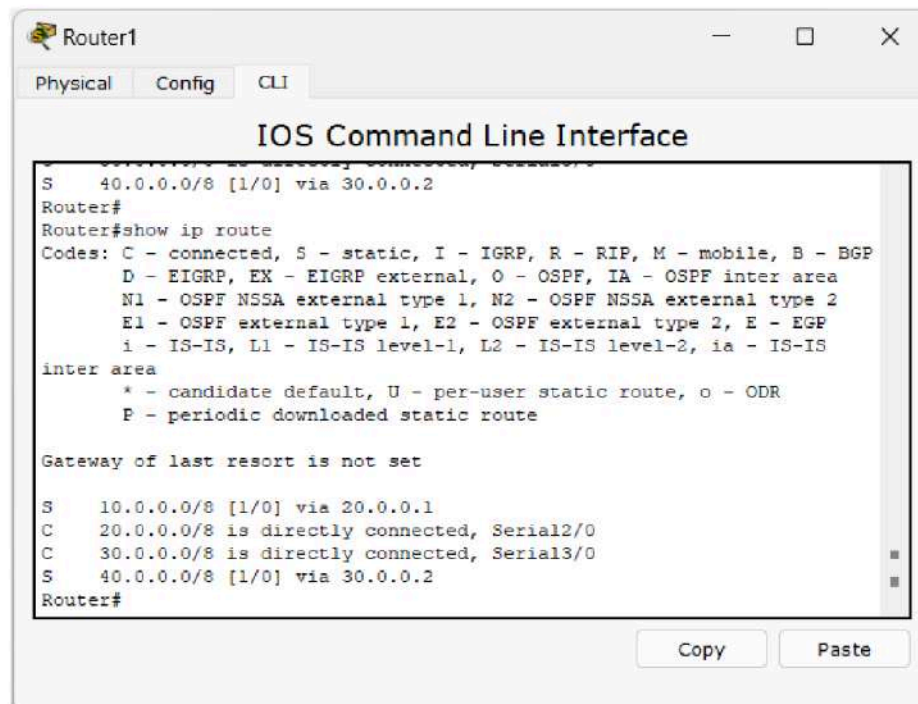 Router1
Physical Config CLI
IOS Command Line Interface
S 40.0.0.0/8 [1/0] via 30.0.0.2
Router#
Router#show ip route
Codes: C - connected, S - static, I - IGRP, R - RIP, M - mobile, B - BGP
D - EIGRP, EX - EIGRP external, O - OSPF, IA - OSPF inter area
N1 - OSPF NSSA external type 1, N2 - OSPF NSSA external type 2
E1 - OSPF external type 1, E2 - OSPF external type 2, E - EGP
i - IS-IS, L1 - IS-IS level-1, L2 - IS-IS level-2, ia - IS-IS
inter area
* - candidate default, U - per-user static route, o - ODR
P - periodic downloaded static route
Gateway of last resort is not set
S 10.0.0.0/8 [1/0] via 20.0.0.1
C 20.0.0.0/8 is directly connected, Serial2/0
C 30.0.0.0/8 is directly connected, Serial3/0
S 40.0.0.0/8 [1/0] via 30.0.0.2
Router#
Copy Paste